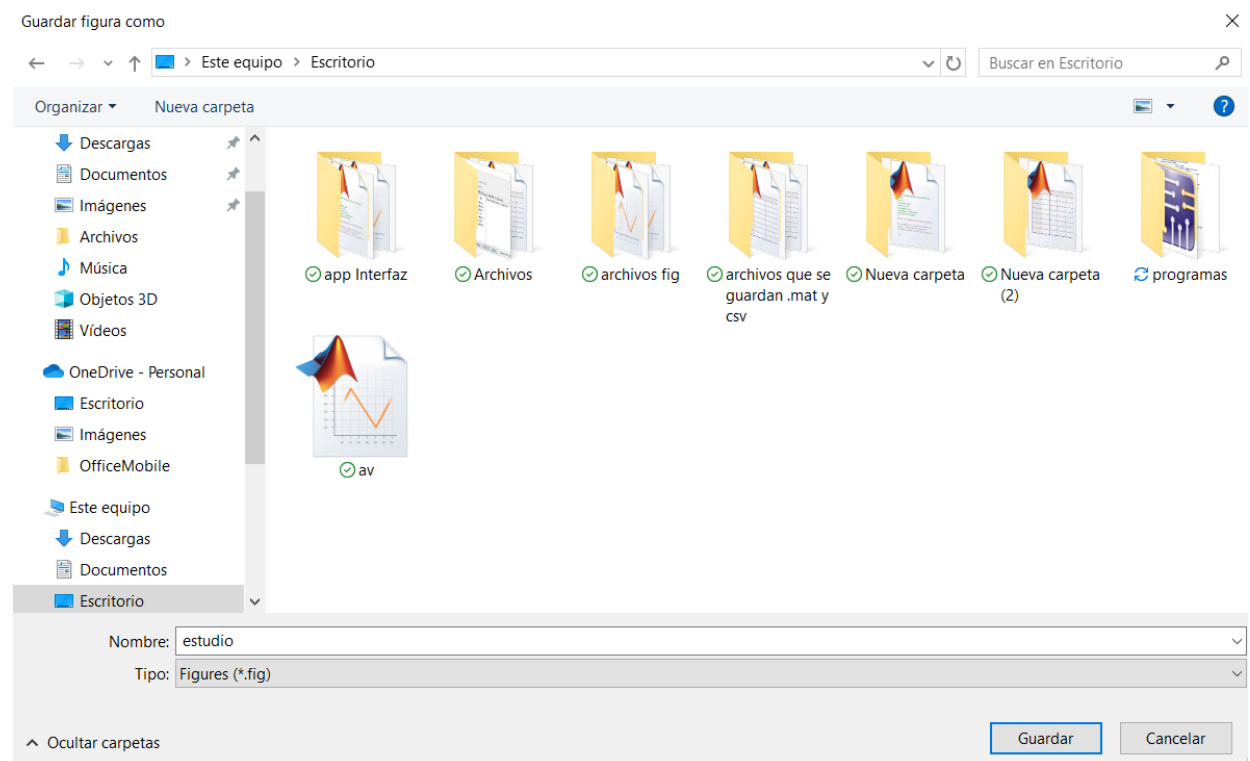 Guardar figura como
Este equipo > Escritorio
Buscar en Escritorio
Organizar
Nueva carpeta
?
Descargas
Documentos
Imágenes
Archivos
Música
Objetos 3D
Vídeos
OneDrive - Personal
Escritorio
Imágenes
OfficeMobile
Este equipo
Descargas
Documentos
Escritorio
app Interfaz
Archivos
archivos fig
archivos que se
guardan .mat y
csv
Nueva carpeta
Nueva carpeta
(2)
programas
av
Nombre: estudio
Tipo: Figures (*.fig)
Ocultar carpetas
Guardar
Cancelar